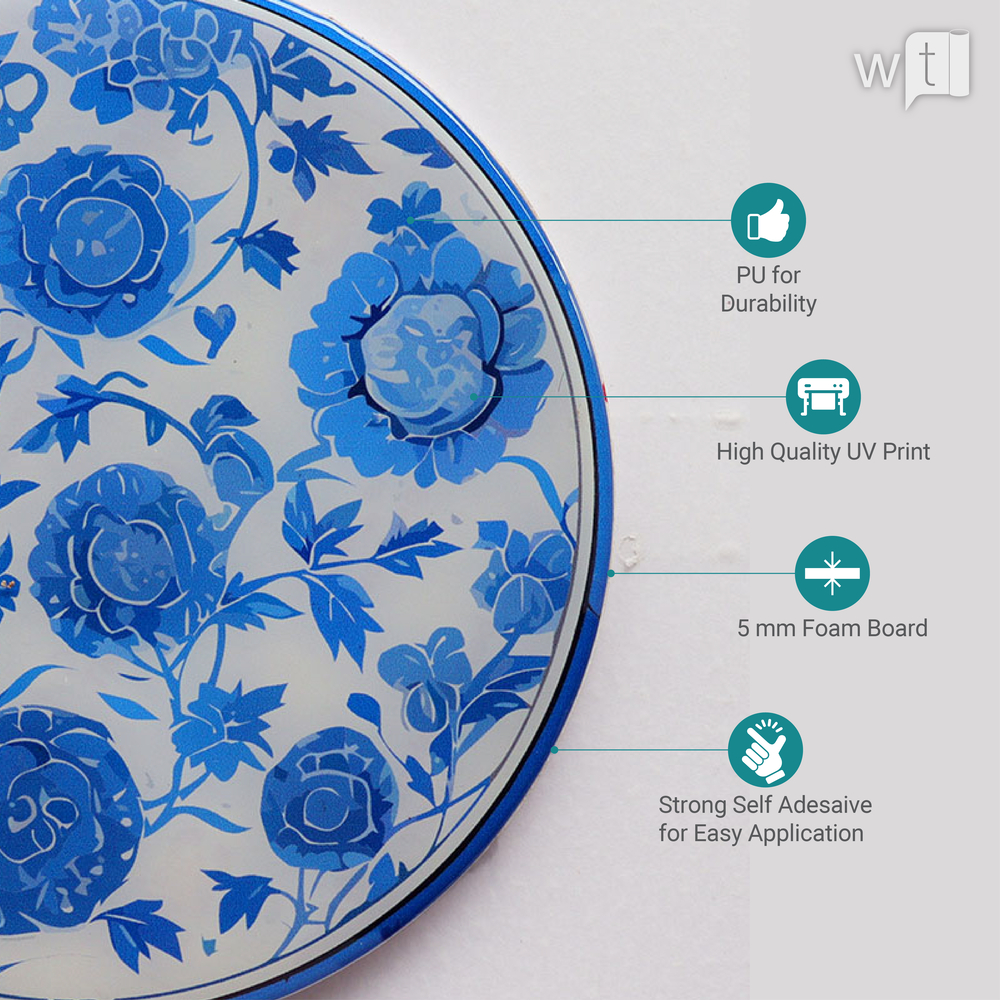 wt
PU for
Durability
High Quality UV Print
5 mm Foam Board
Strong Self Adesaive
for Easy Application